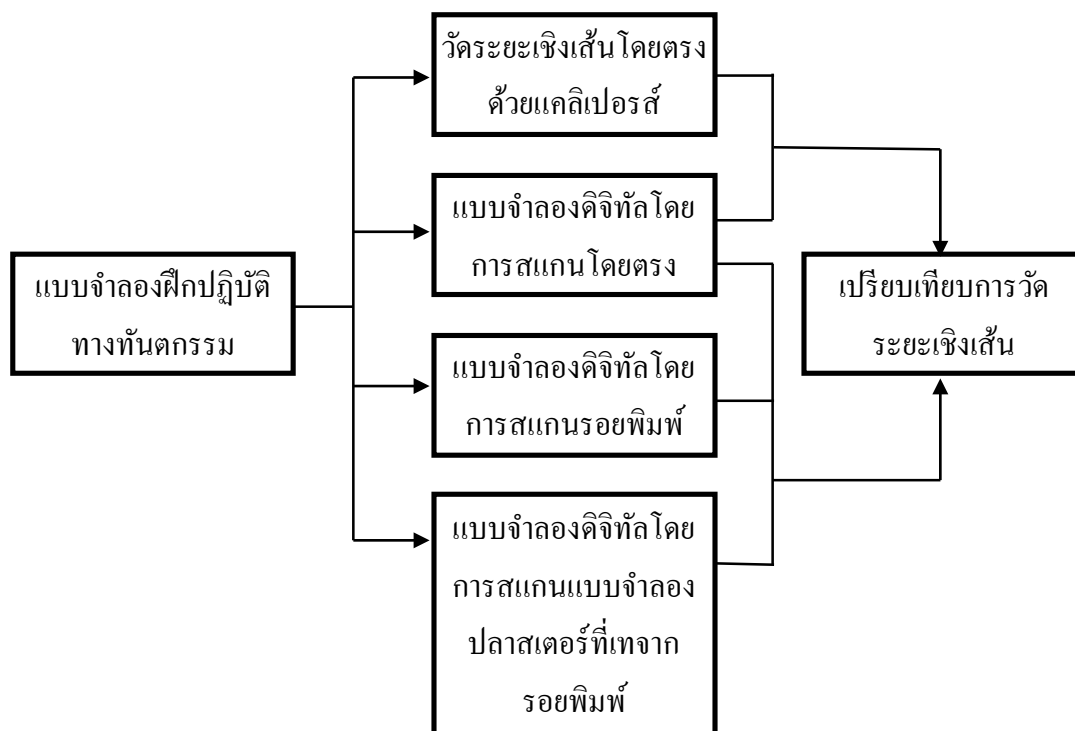 วัดระยะเชิงเส้นโดยตรง
ด้วยแคลิเปอรส์
แบบจำลองดิจิทัลโดย
การสแกนโดยตรง
แบบจำลองฝึกปฏิบัติ
ทางทันตกรรม
เปรียบเทียบการวัด
ระยะเชิงเส้น
แบบจำลองดิจิทัลโดย
การสแกนรอยพิมพ์
แบบจำลองดิจิทัลโดย
การสแกนแบบจำลอง
ปลาสเตอร์ที่เทจาก
รอยพิมพ์